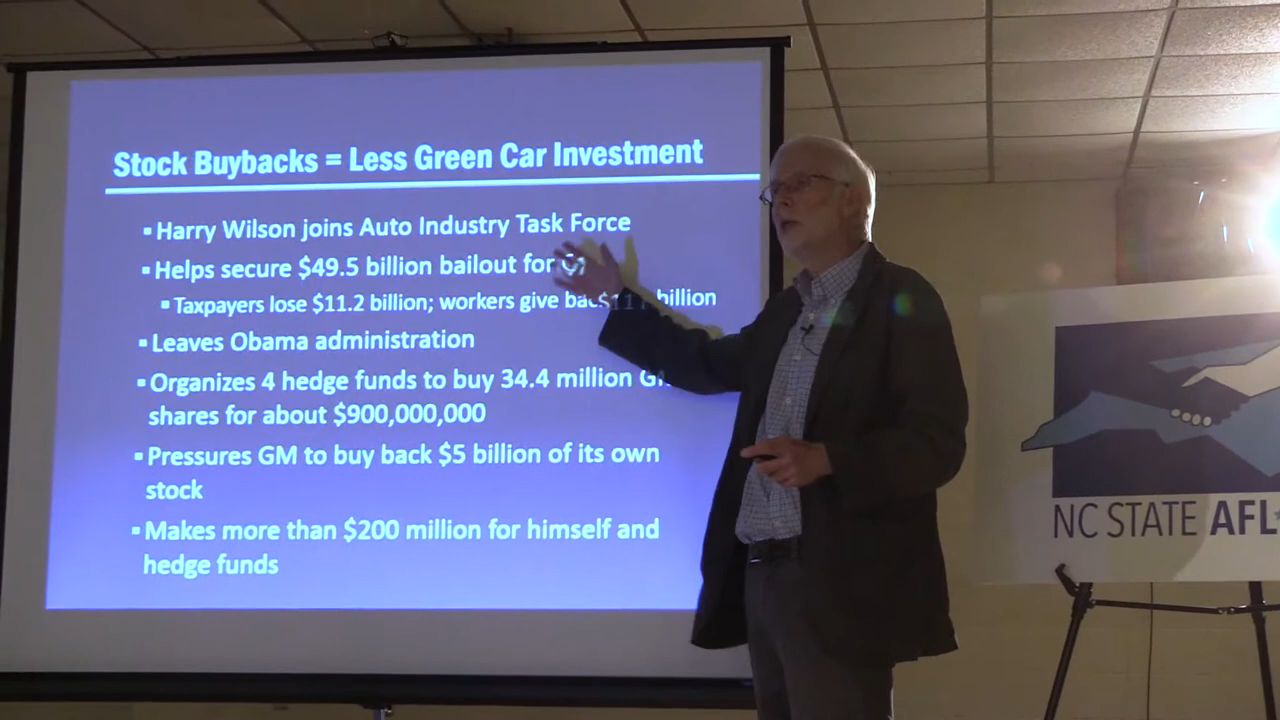 Stock Buybacks = Less Green Car Investment
▪ Harry Wilson joins Auto Industry Task Force
▪ Helps secure $49.5 billion bailout for
▪ Taxpayers lose $11.2 billion; workers give back billion
▪ Leaves Obama administration
▪ Organizes 4 hedge funds to buy 34.4 million GM
shares for about $900,000,000
▪ Pressures GM to buy back $5 billion of its own
stock
▪ Makes more than $200 million for himself and
hedge funds
NC STATE AFL